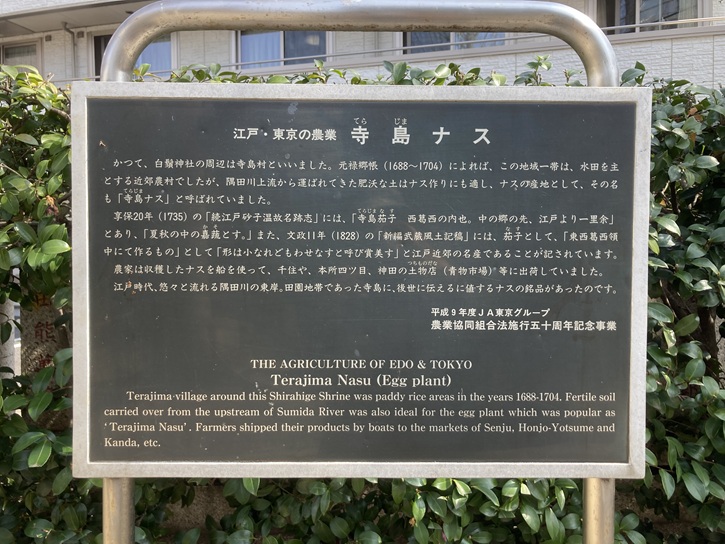 江戸・東京の農業 寺島ナス
かつて、白鬚神社の周辺は寺島村といいました。元禄郷帳（1688〜1704）によれば、この地域一帯は、水田を主
とする近郊農村でしたが、隅田川上流から運ばれてきた肥沃な土はナス作りにも適し、ナスの産地として、その名
も「寺島ナス」と呼ばれていました。
享保20年（1735）の「続江戸砂子温故名跡志」には、「寺島茄子　西葛西の内也。中の郷の先、江戸より一里余」
とあり、「夏秋の中の嘉蔬とす。」また、文政11年（1828）の「新編武蔵風土記稿」には、茄子として、「東西葛西領
中にて作るもの」として「形は小なれどもわせなすと呼び賞美す」と江戸近郊の名産であることが記されています。
農家は収穫したナスを船を使って、千住や、本所四ツ目、神田の土物店（青物市場）等に出荷していました。
江戸時代、悠々と流れる隅田川の東岸。田園地帯であった寺島に、後世に伝えるに値するナスの銘品があったのです。
平成9年度JA東京グループ
農業協同組合法施行五十周年記念事業
THE AGRICULTURE OF EDO & TOKYO
Terajima Nasu (Egg plant)
Terajima-village around this Shirahige Shrine was paddy rice areas in the years 1688-1704. Fertile soil
carried over from the upstream of Sumida River was also ideal for the egg plant which was popular as
‘Terajima Nasu’. Farmers shipped their products by boats to the markets of Senju, Honjo-Yotsume and
Kanda, etc.